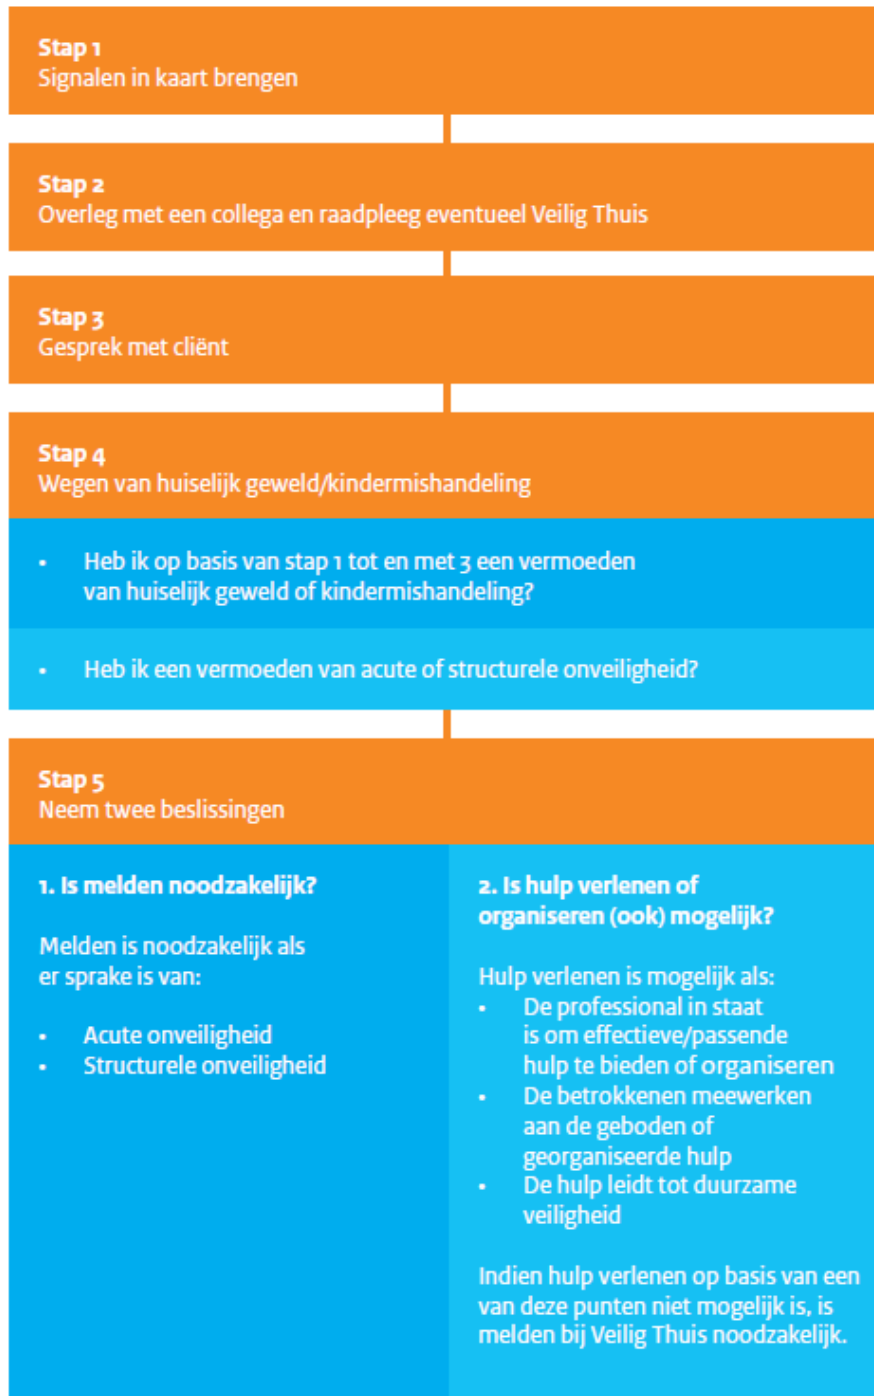 Stap 1
Signalen in kaart brengen
Stap 2
Overleg met een collega en raadpleeg eventueel Veilig Thuis
Stap 3
Gesprek met cliënt
Stap 4
Wegen van huiselijk geweld/kindermishandeling
• Heb ik op basis van stap 1 tot en met 3 een vermoeden
van huiselijk geweld of kindermishandeling?
• Heb ik een vermoeden van acute of structurele onveiligheid?
Stap 5
Neem twee beslissingen
1. Is melden noodzakelijk?
Melden is noodzakelijk als
er sprake is van:
• Acute onveiligheid
• Structurele onveiligheid
2. Is hulp verlenen of
organiseren (ook) mogelijk?
Hulp verlenen is mogelijk als:
• De professional in staat
is om effectieve/passende
hulp te bieden of organiseren
• De betrokkenen meewerken
aan de geboden of
georganiseerde hulp
• De hulp leidt tot duurzame
veiligheid
Indien hulp verlenen op basis van een
van deze punten niet mogelijk is, is
melden bij Veilig Thuis noodzakelijk.